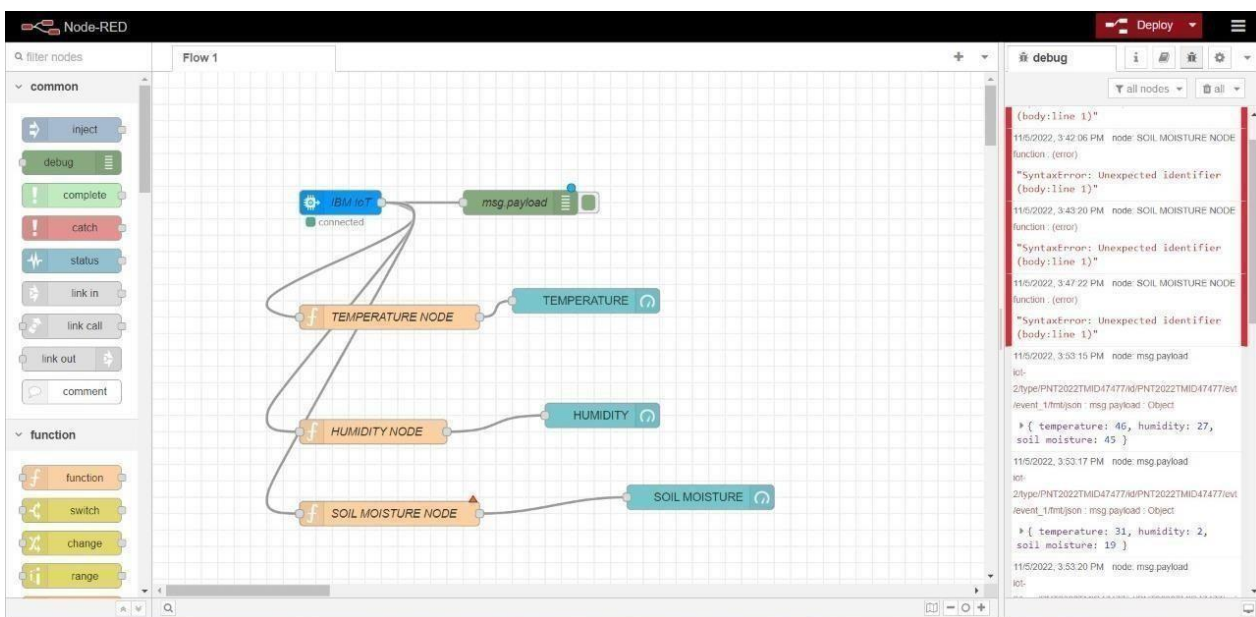 Node-RED
Deploy
filter nodes
common
inject
debug
complete
catch
status
link in
link call
link out
comment
function
function
switch
change
range
Flow 1
IBM IoT
connected
msg.payload
TEMPERATURE NODE
TEMPERATURE
HUMIDITY NODE
HUMIDITY
SOIL MOISTURE NODE
SOIL MOISTURE
debug
i
all nodes
all
(body:line 1)"
11/5/2022, 3:42:06 PM node: SOIL MOISTURE NODE
function : (error)
"SyntaxError: Unexpected identifier
(body:line 1)"
11/5/2022, 3:43:20 PM node: SOIL MOISTURE NODE
function : (error)
"SyntaxError: Unexpected identifier
(body:line 1)"
11/5/2022, 3:47:22 PM node: SOIL MOISTURE NODE
function : (error)
"SyntaxError: Unexpected identifier
(body:line 1)"
11/5/2022, 3:53:15 PM node: msg.payload
iot-
2/type/PNT2022TMID47477/id/PNT2022TMID47477/evt
/event_1/fmt/json : msg.payload : Object
{ temperature: 46, humidity: 27,
soil moisture: 45 }
11/5/2022, 3:53:17 PM node: msg.payload
iot-
2/type/PNT2022TMID47477/id/PNT2022TMID47477/evt
/event_1/fmt/json : msg.payload : Object
{ temperature: 31, humidity: 2,
soil moisture: 19 }
11/5/2022, 3:53:20 PM node: msg.payload
iot-